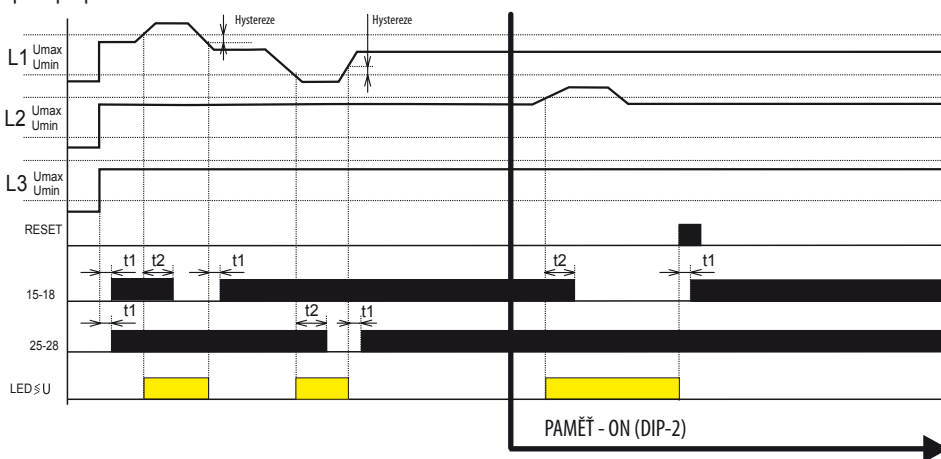 Hystereze Hystereze
L1 Umax
Umin
L2 Umax
Umin
L3 Umax
Umin
RESET
t1 t2 t1 t2 t1
15-18
t1 t2 t1
25-28
LED≶U
PAMĚŤ - ON (DIP-2)